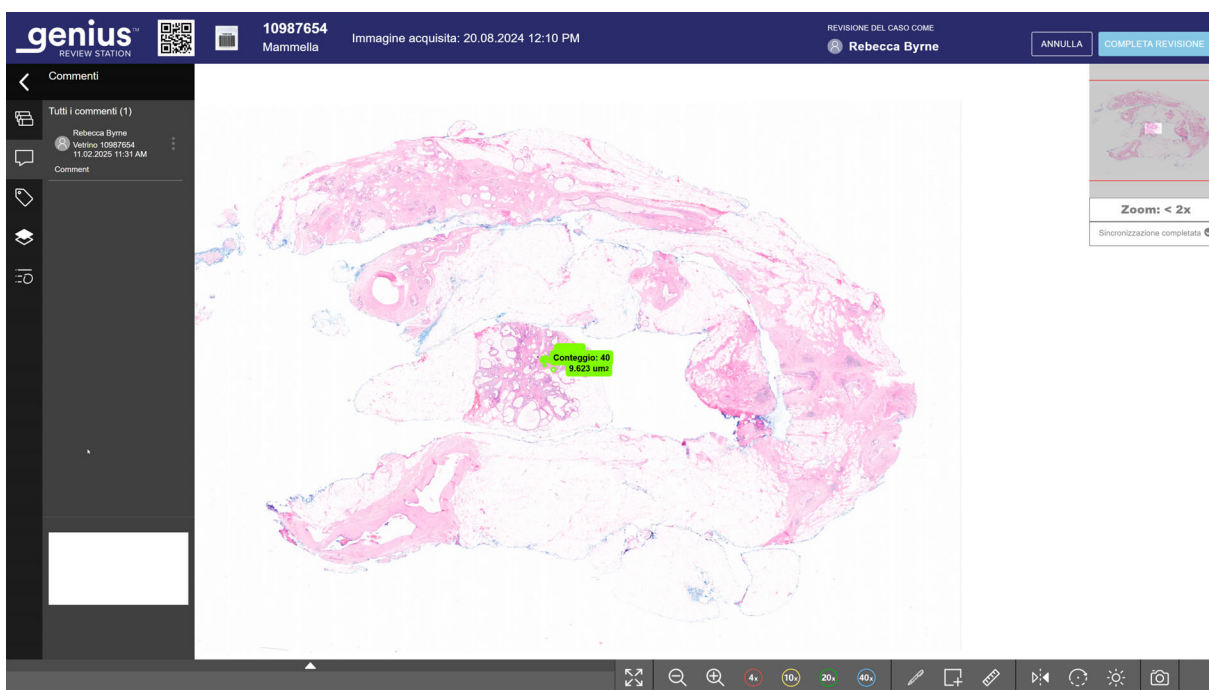 genius™
REVIEW STATION
10987654
Mammella
Immagine acquisita: 20.08.2024 12:10 PM
REVISIONE DEL CASO COME
Rebecca Byrne
ANNULLA
COMPLETA REVISIONE
Commenti
Tutti i commenti (1)
Rebecca Byrne
Vetrino 10987654
11.02.2025 11:31 AM
Comment
Conteggio: 40
9.623 um2
Zoom: < 2x
Sincronizzazione completata
4x
10x
20x
40x